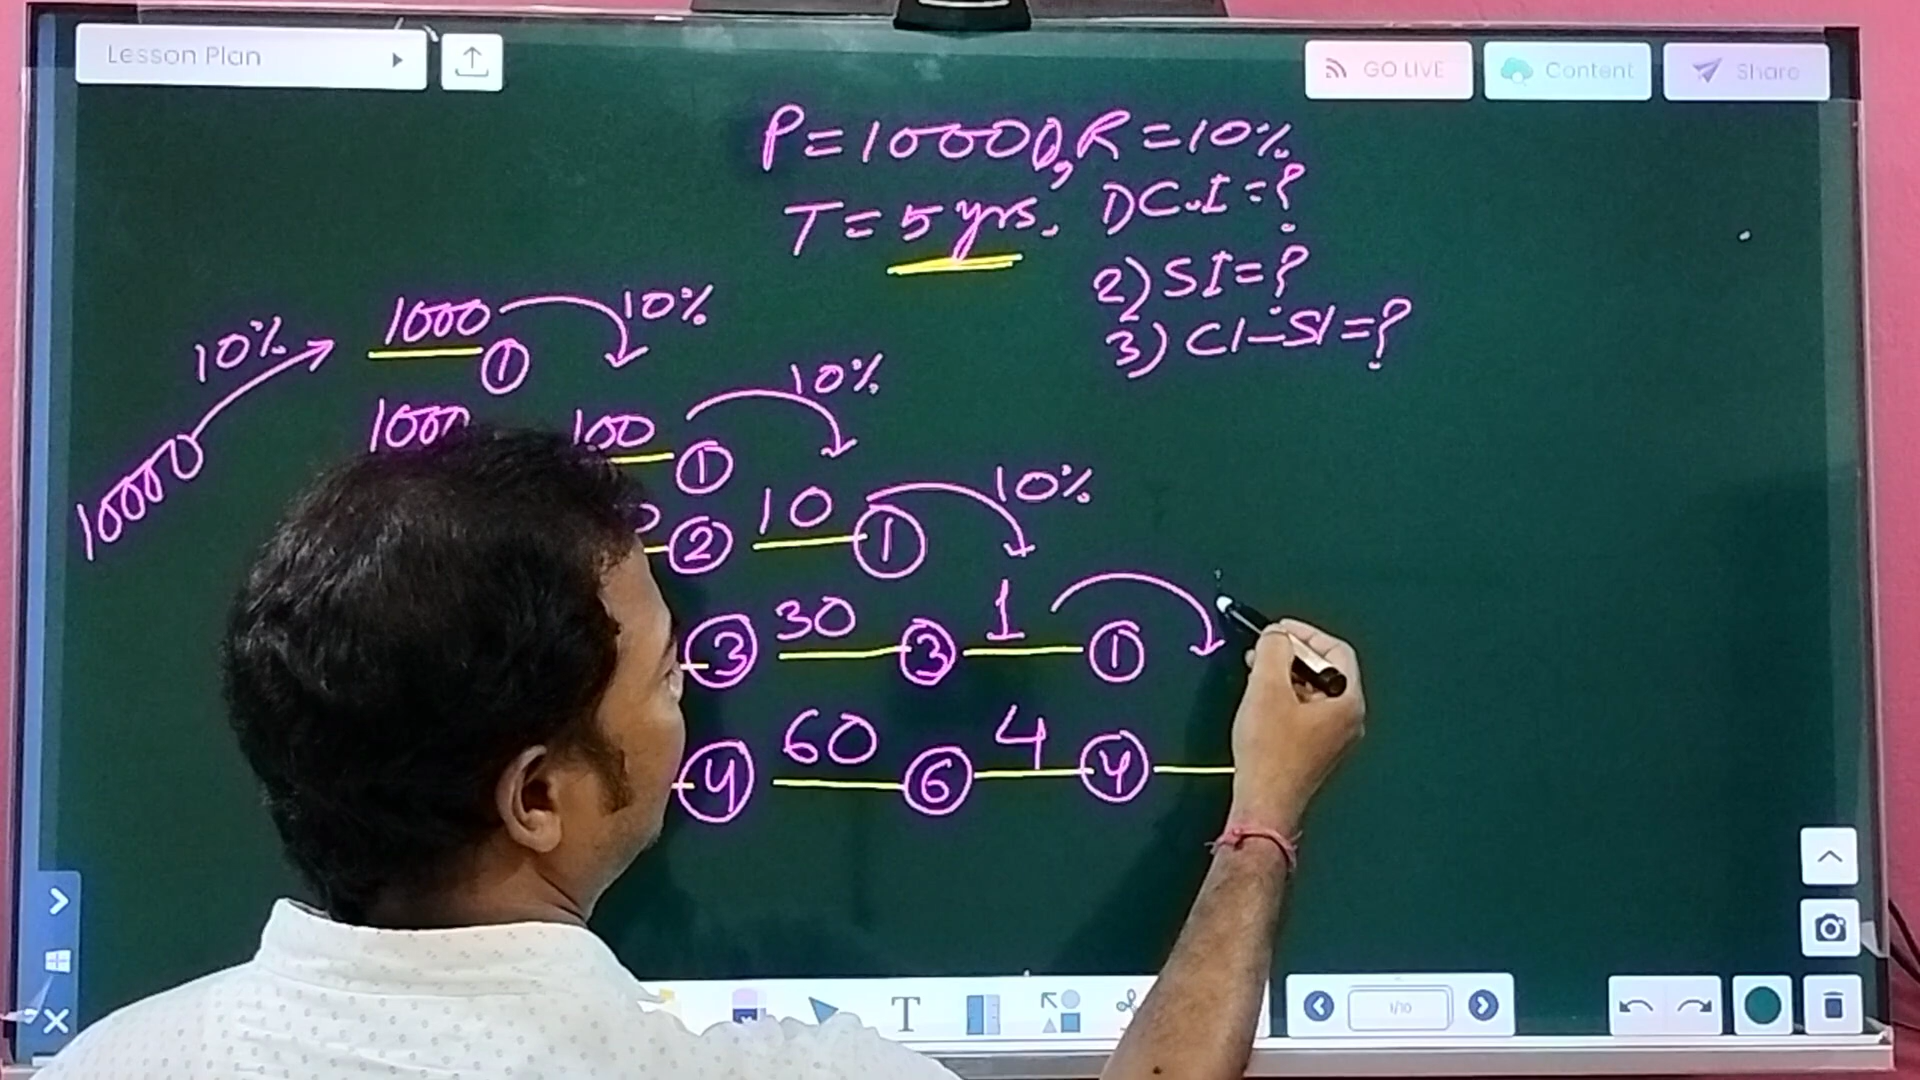 Lesson Plan
GO LIVE
Content
Share
P=10000, R=10%
T=5yrs. 1) C.I=?
2) SI=?
3) CI-SI=?
10000 10% 1000 ① 10%
1000 100 ① 10%
② 10 ① 10%
③ 30 ③ 1 ①
④ 60 ⑥ 4 ④
T
1/10